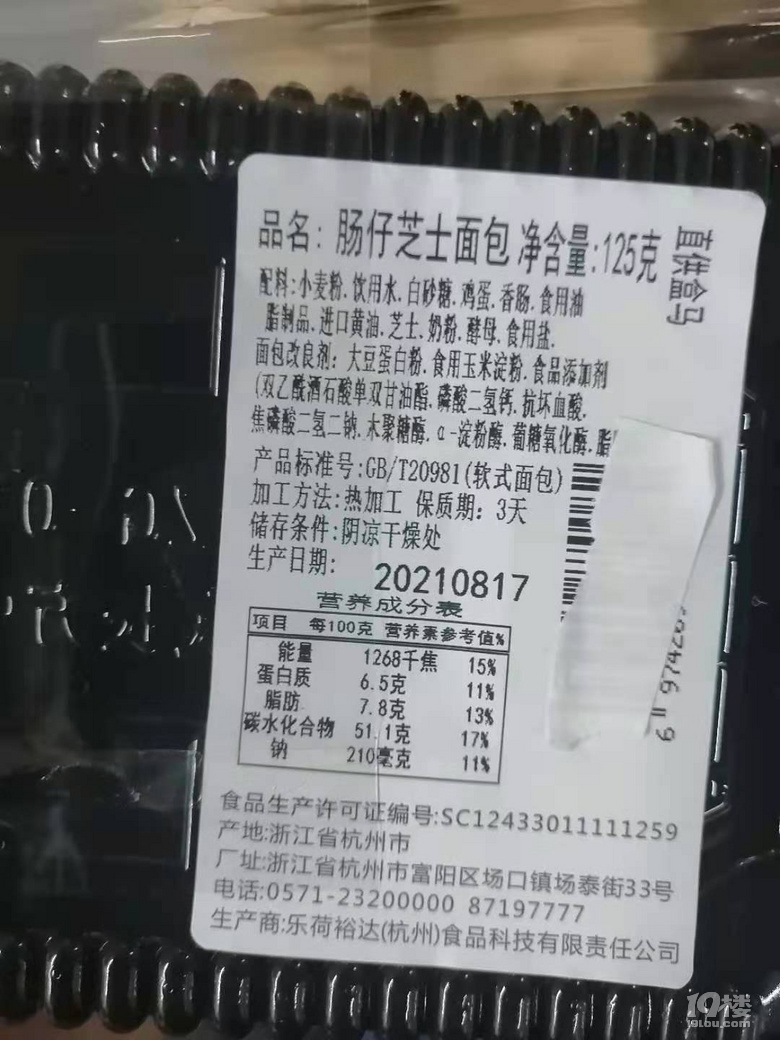 品名: 肠仔芝士面包 净含量:125克
直供盒马
配料:小麦粉.饮用水.白砂糖.鸡蛋.香肠.食用油
脂制品.进口黄油.芝士.奶粉.酵母.食用盐.
面包改良剂: 大豆蛋白粉.食用玉米淀粉.食品添加剂
(双乙酰酒石酸单双甘油酯.磷酸二氢钙.抗坏血酸.
焦磷酸二氢二钠.木聚糖酶.α-淀粉酶.葡糖氧化酶.脂
产品标准号:GB/T20981(软式面包)
加工方法:热加工 保质期: 3天
储存条件:阴凉干燥处
生产日期: 20210817
营养成分表
项目 每100克 营养素参考值%
能量 1268千焦 15%
蛋白质 6.5克 11%
脂肪 7.8克 13%
碳水化合物 51.1克 17%
钠 210毫克 11%
食品生产许可证编号:SC12433011111259
产地:浙江省杭州市
厂址:浙江省杭州市富阳区场口镇场泰街33号
电话:0571-23200000 87197777
生产商:乐荷裕达(杭州)食品科技有限责任公司
19楼
19lou.com